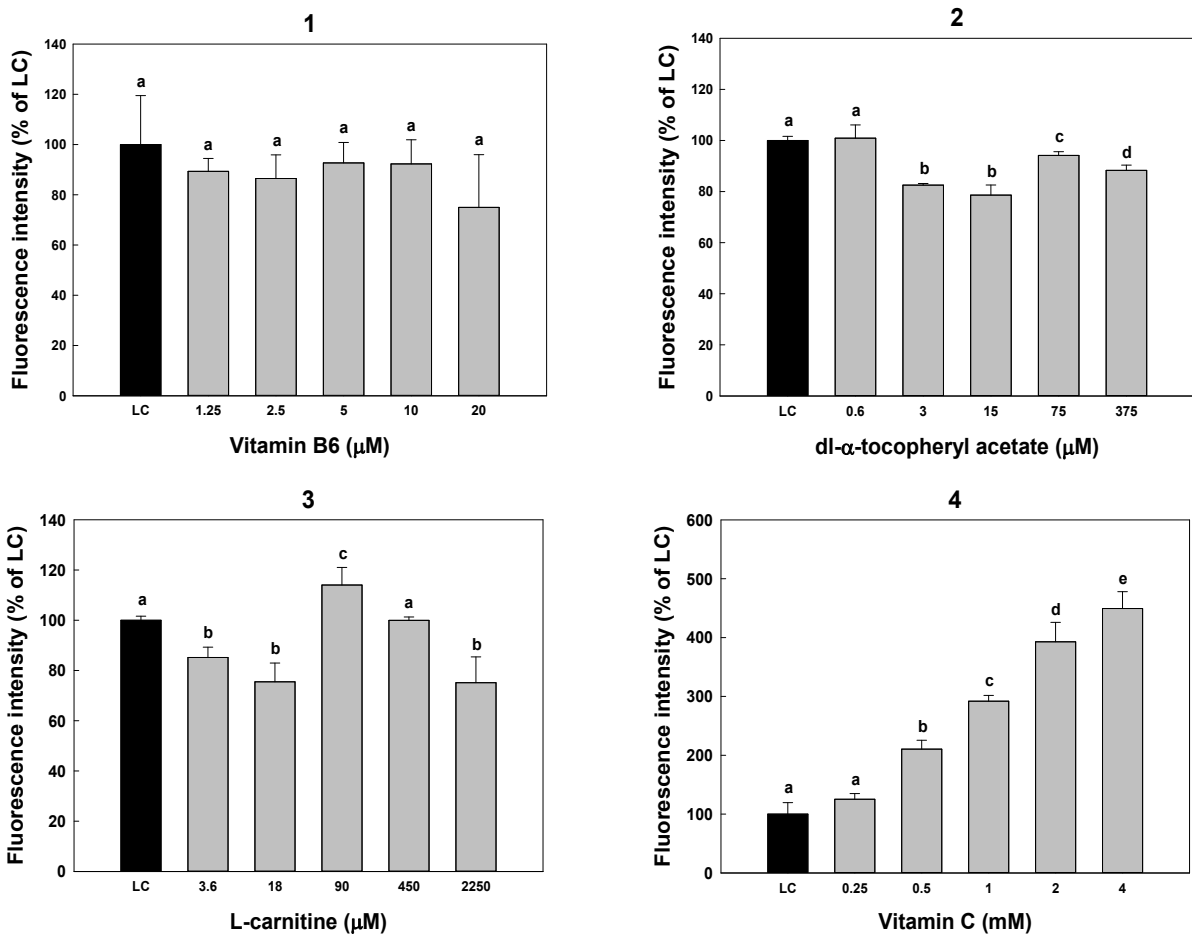 1
Fluorescence intensity (% of LC)
140
120
100
80
60
40
20
0
a
a
a
a
a
a
LC 1.25 2.5 5 10 20
Vitamin B6 (μM)
2
Fluorescence intensity (% of LC)
140
120
100
80
60
40
20
0
a
a
b
b
c
d
LC 0.6 3 15 75 375
dl-α-tocopheryl acetate (μM)
3
Fluorescence intensity (% of LC)
140
120
100
80
60
40
20
0
a
b
b
c
a
b
LC 3.6 18 90 450 2250
L-carnitine (μM)
4
Fluorescence intensity (% of LC)
600
500
400
300
200
100
0
a
a
b
c
d
e
LC 0.25 0.5 1 2 4
Vitamin C (mM)